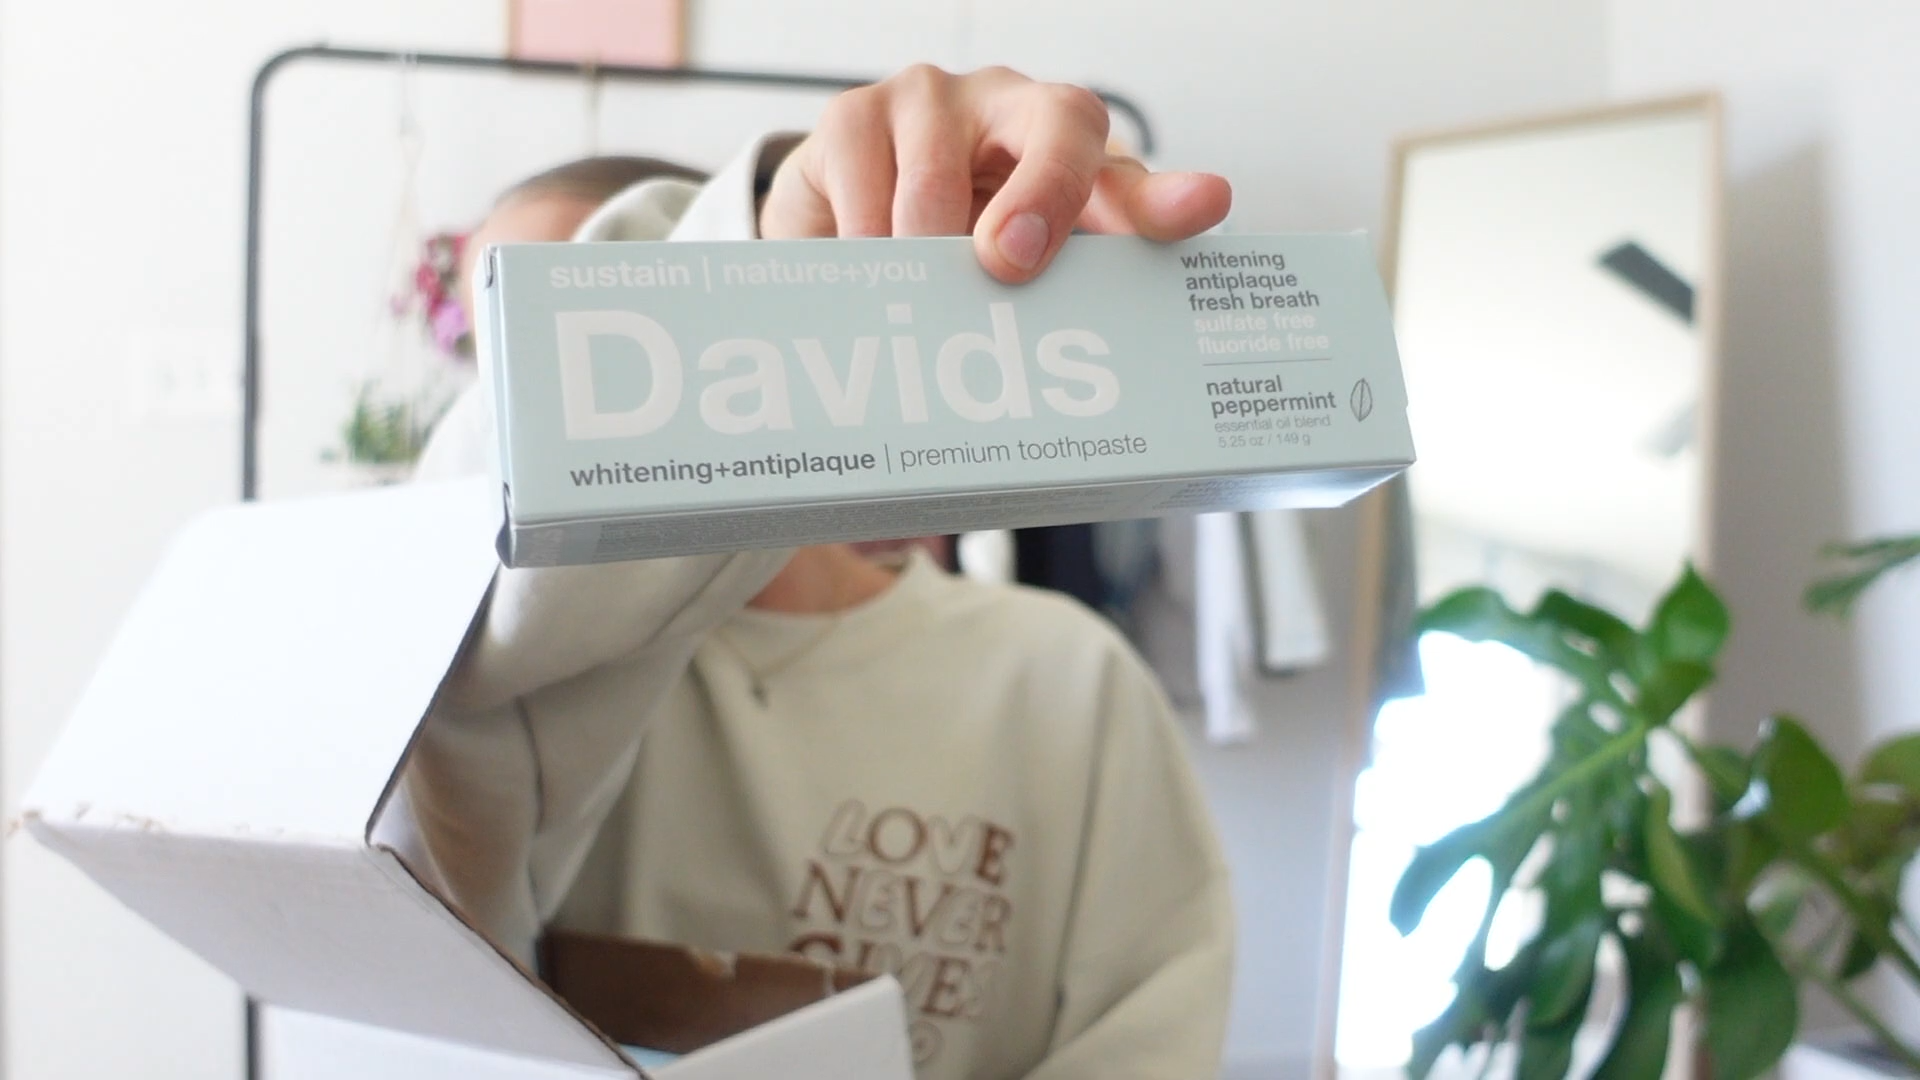 sustain | nature+you
Davids
whitening+antiplaque | premium toothpaste
whitening
antiplaque
fresh breath
sulfate free
fluoride free
natural
peppermint
essential oil blend
5.25 oz / 149 g
LOVE
NEVER
GIVES